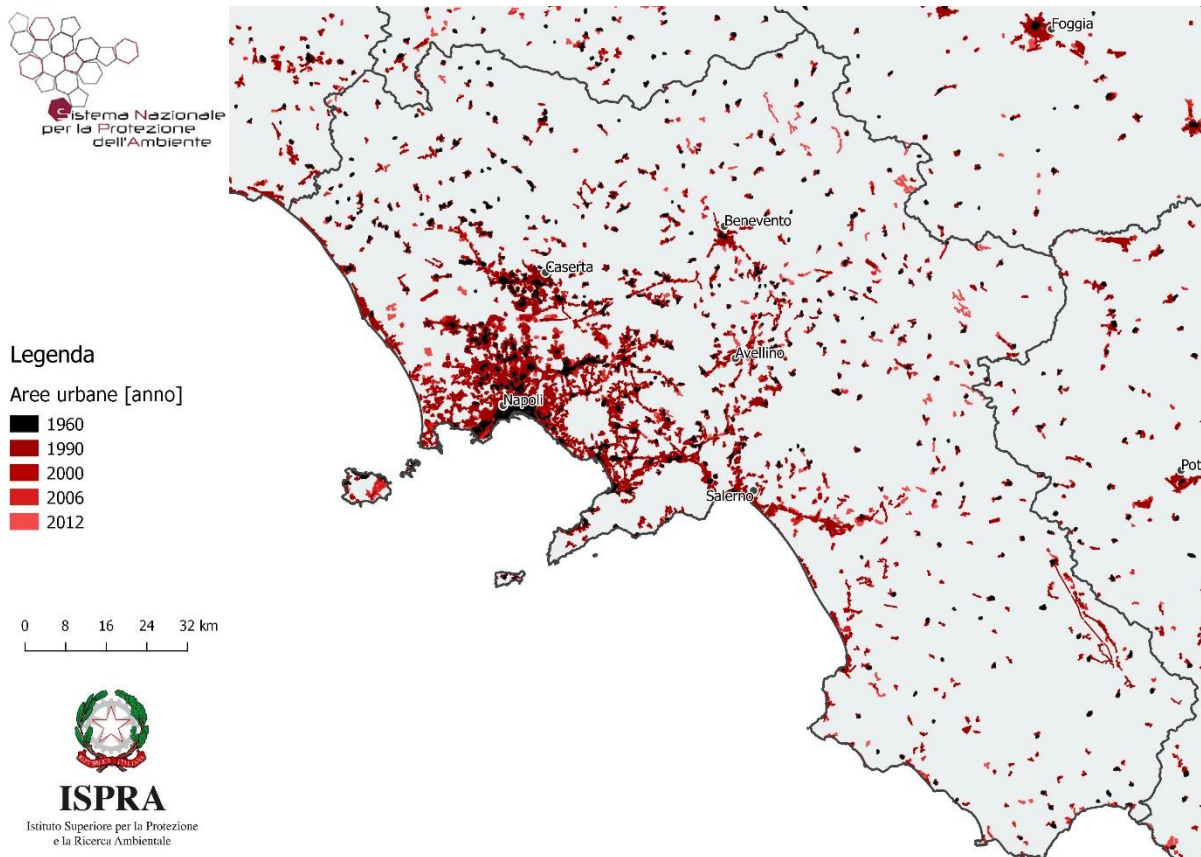 Sistema Nazionale
per la Protezione
dell'Ambiente
Foggia
Benevento
Caserta
Avellino
Napoli
Salerno
Pot
Legenda
Aree urbane [anno]
1960
1990
2000
2006
2012
0 8 16 24 32 km
ISPRA
Istituto Superiore per la Protezione
e la Ricerca Ambientale